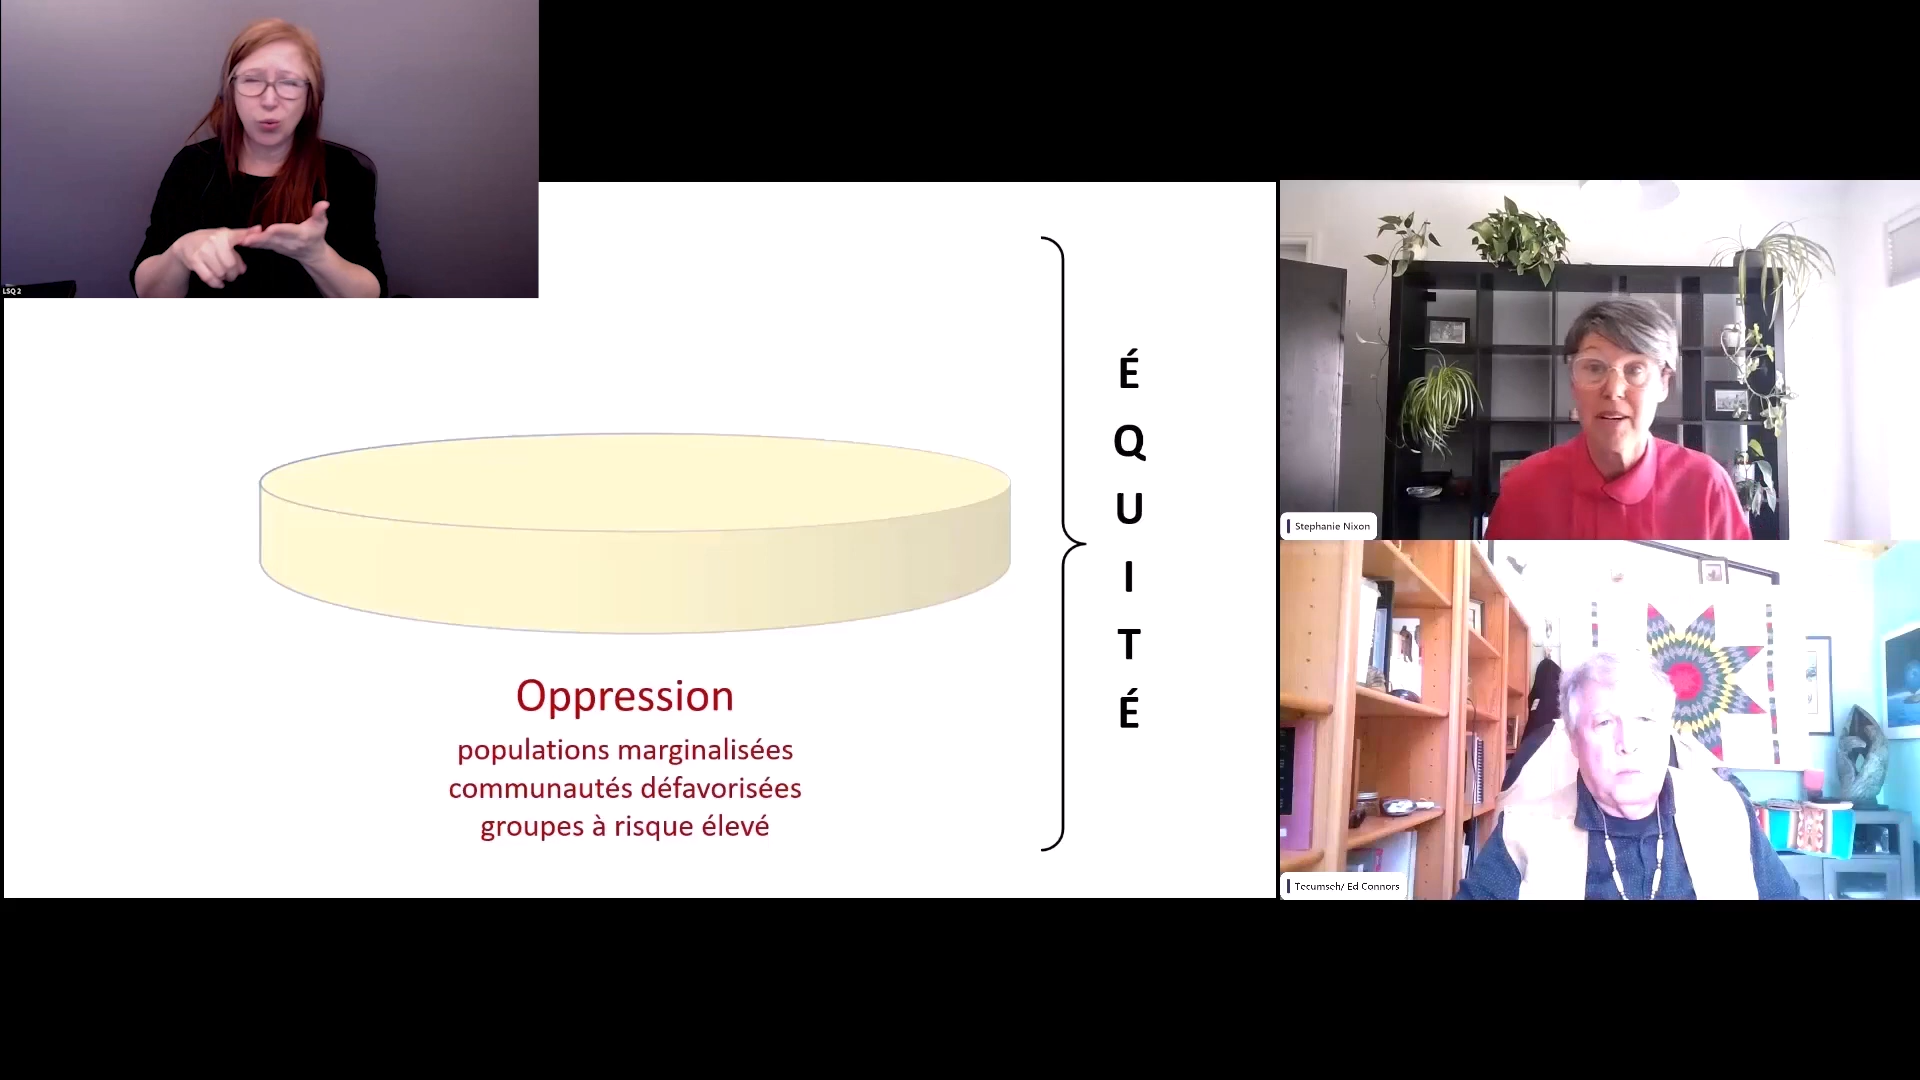 LSQ 2
É
Q
U
I
T
É
Oppression
populations marginalisées
communautés défavorisées
groupes à risque élevé
Stephanie Nixon
Tecumseh/ Ed Connors